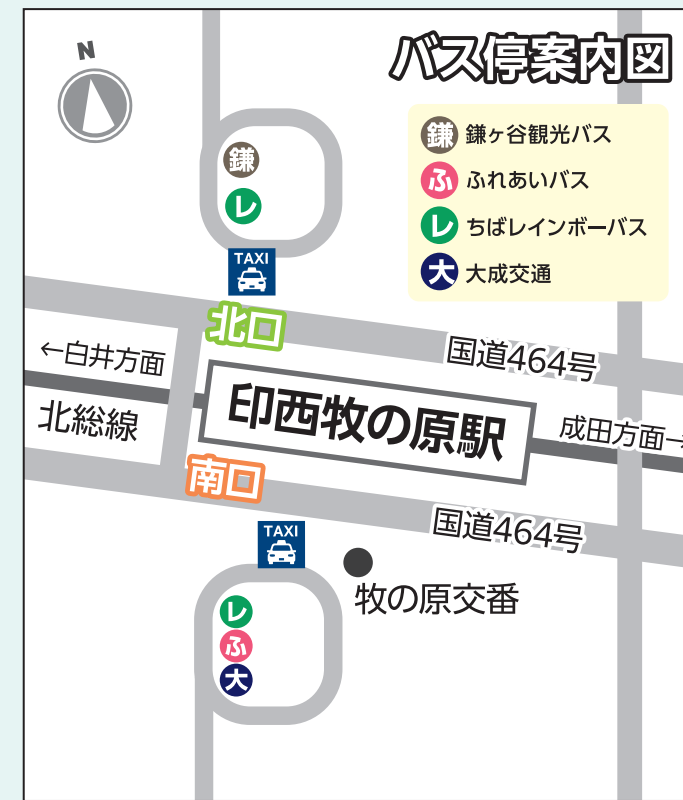 N
バス停案内図
鎌 鎌ヶ谷観光バス
ふ ふれあいバス
レ ちばレインボーバス
大 大成交通
鎌
レ
TAXI
北口
国道464号
←白井方面
印西牧の原駅
成田方面→
北総線
南口
国道464号
TAXI
牧の原交番
レ
ふ
大